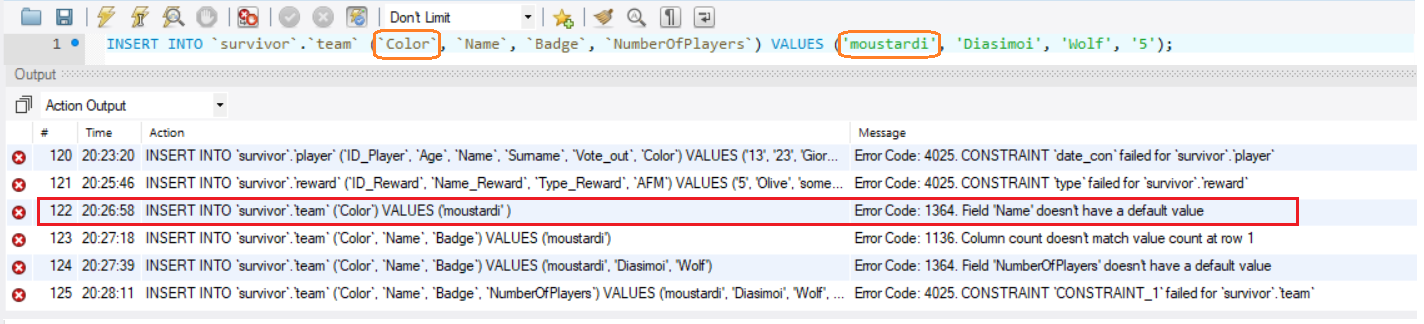 Don't Limit
1 INSERT INTO `survivor`.`team` (`Color`, `Name`, `Badge`, `NumberOfPlayers`) VALUES ('moustardi', 'Diasimoi', 'Wolf', '5');
Output
Action Output
# Time Action Message
120 20:23:20 INSERT INTO `survivor`.`player` (`ID_Player`, `Age`, `Name`, `Surname`, `Vote_out`, `Color`) VALUES ('13', '23', 'Gior... Error Code: 4025. CONSTRAINT `date_con` failed for `survivor`.`player`
121 20:25:46 INSERT INTO `survivor`.`reward` (`ID_Reward`, `Name_Reward`, `Type_Reward`, `AFM`) VALUES ('5', 'Olive', 'some... Error Code: 4025. CONSTRAINT `type` failed for `survivor`.`reward`
122 20:26:58 INSERT INTO `survivor`.`team` (`Color`) VALUES ('moustardi' ) Error Code: 1364. Field 'Name' doesn't have a default value
123 20:27:18 INSERT INTO `survivor`.`team` (`Color`, `Name`, `Badge`) VALUES ('moustardi') Error Code: 1136. Column count doesn't match value count at row 1
124 20:27:39 INSERT INTO `survivor`.`team` (`Color`, `Name`, `Badge`) VALUES ('moustardi', 'Diasimoi', 'Wolf') Error Code: 1364. Field 'NumberOfPlayers' doesn't have a default value
125 20:28:11 INSERT INTO `survivor`.`team` (`Color`, `Name`, `Badge`, `NumberOfPlayers`) VALUES ('moustardi', 'Diasimoi', 'Wolf', ... Error Code: 4025. CONSTRAINT `CONSTRAINT_1` failed for `survivor`.`team`